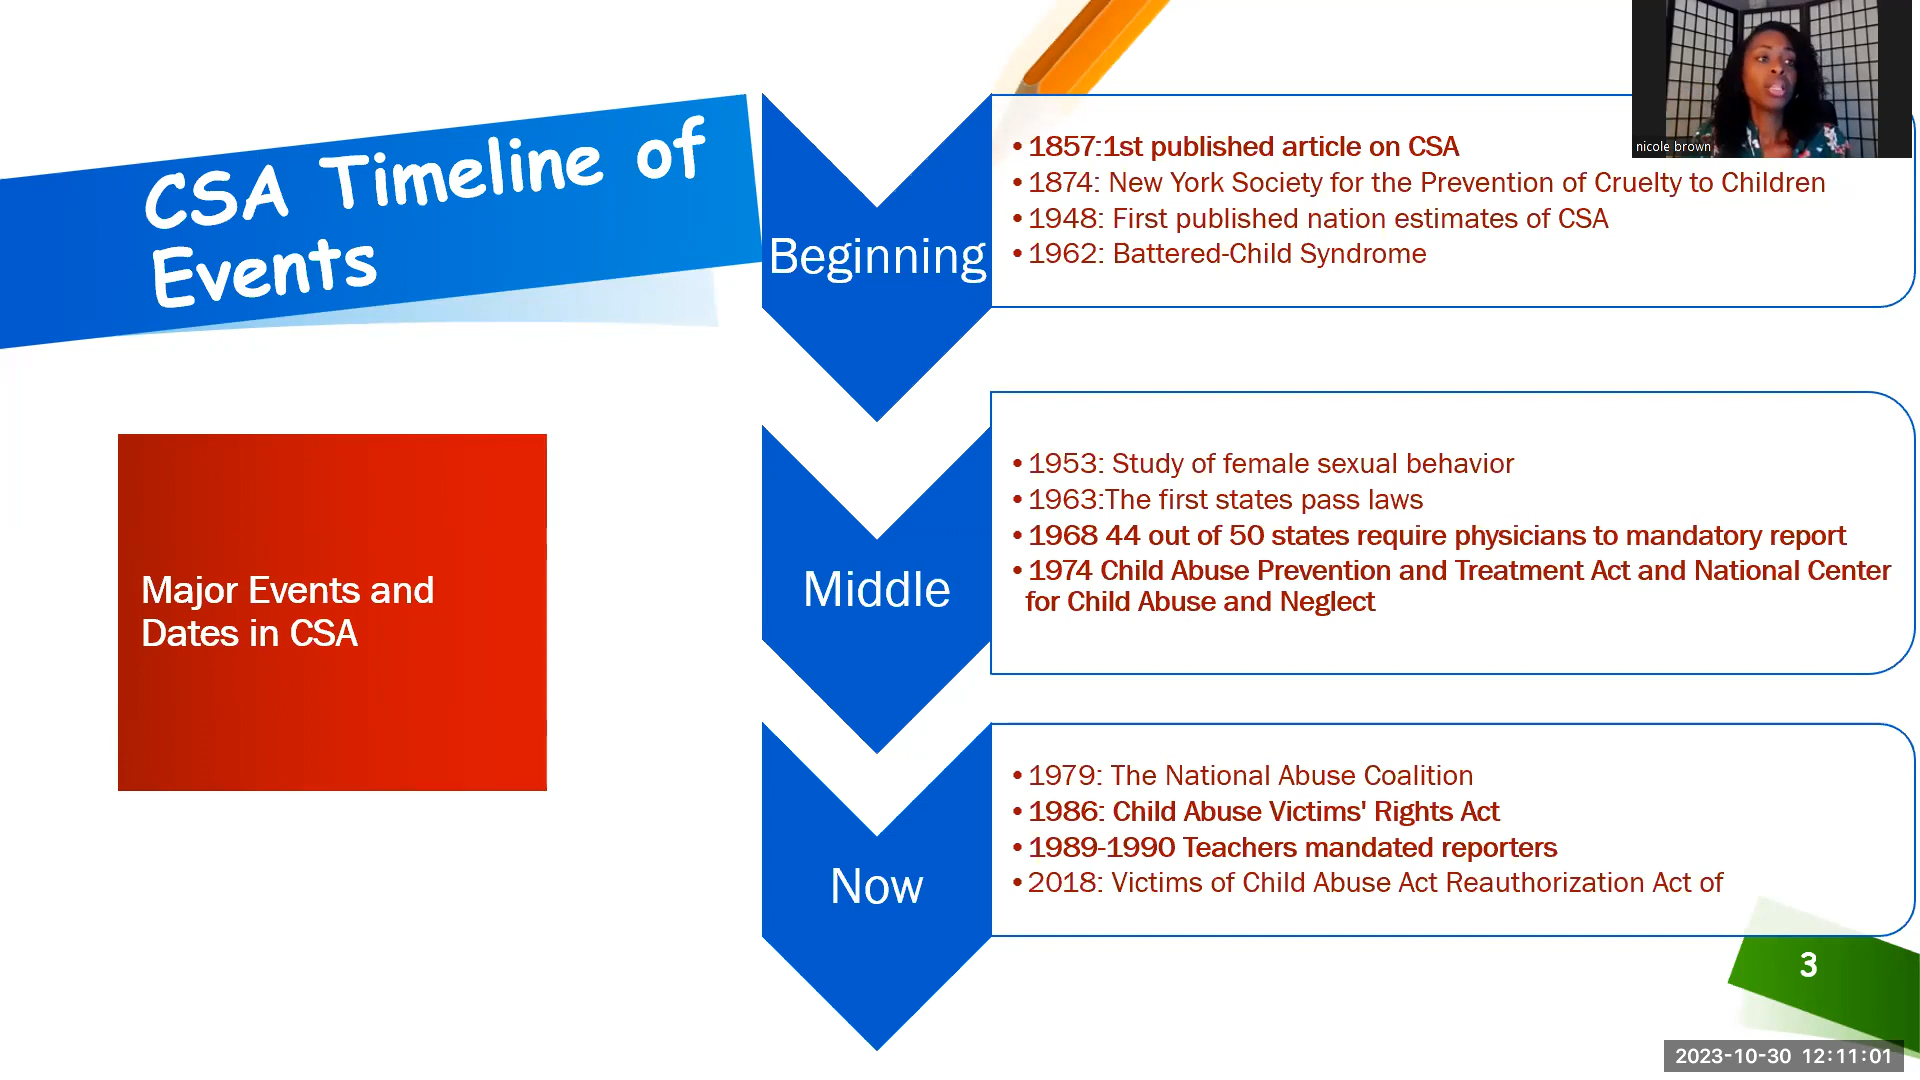 CSA Timeline of
Events
Major Events and
Dates in CSA
Beginning
• 1857:1st published article on CSA
• 1874: New York Society for the Prevention of Cruelty to Children
• 1948: First published nation estimates of CSA
• 1962: Battered-Child Syndrome
Middle
• 1953: Study of female sexual behavior
• 1963:The first states pass laws
• 1968 44 out of 50 states require physicians to mandatory report
• 1974 Child Abuse Prevention and Treatment Act and National Center
for Child Abuse and Neglect
Now
• 1979: The National Abuse Coalition
• 1986: Child Abuse Victims' Rights Act
• 1989-1990 Teachers mandated reporters
• 2018: Victims of Child Abuse Act Reauthorization Act of
3
nicole brown
2023-10-30 12:11:01